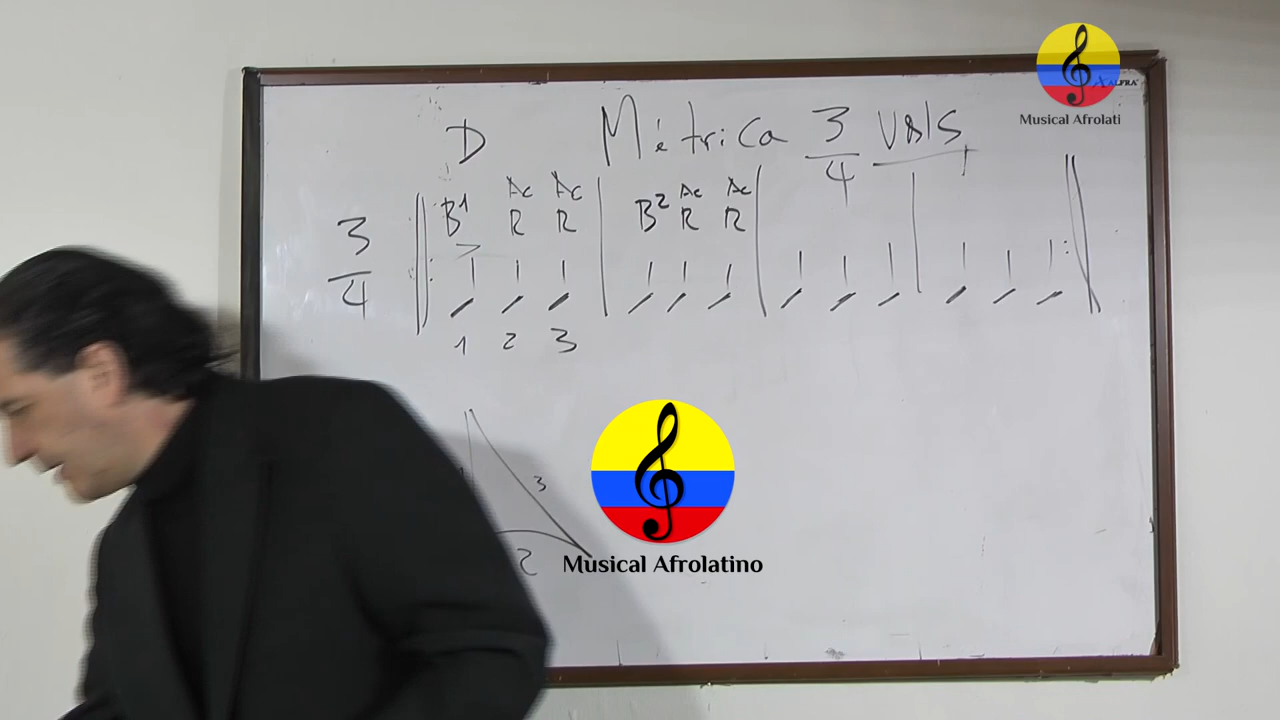 D Métrica 3/4 vals
ALFRA
Musical Afrolati
Ac Ac Ac Ac
3/4 B1 R R B2 R R
>
1 2 3
3
2
Musical Afrolatino